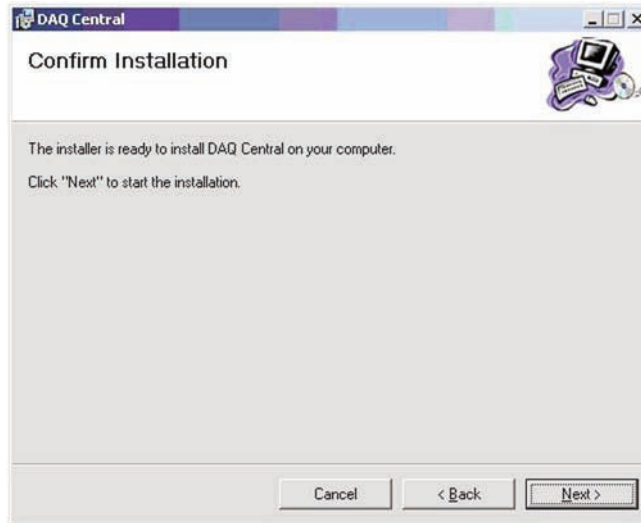 DAQ Central
Confirm Installation
The installer is ready to install DAQ Central on your computer.
Click "Next" to start the installation.
Cancel
< Back
Next >